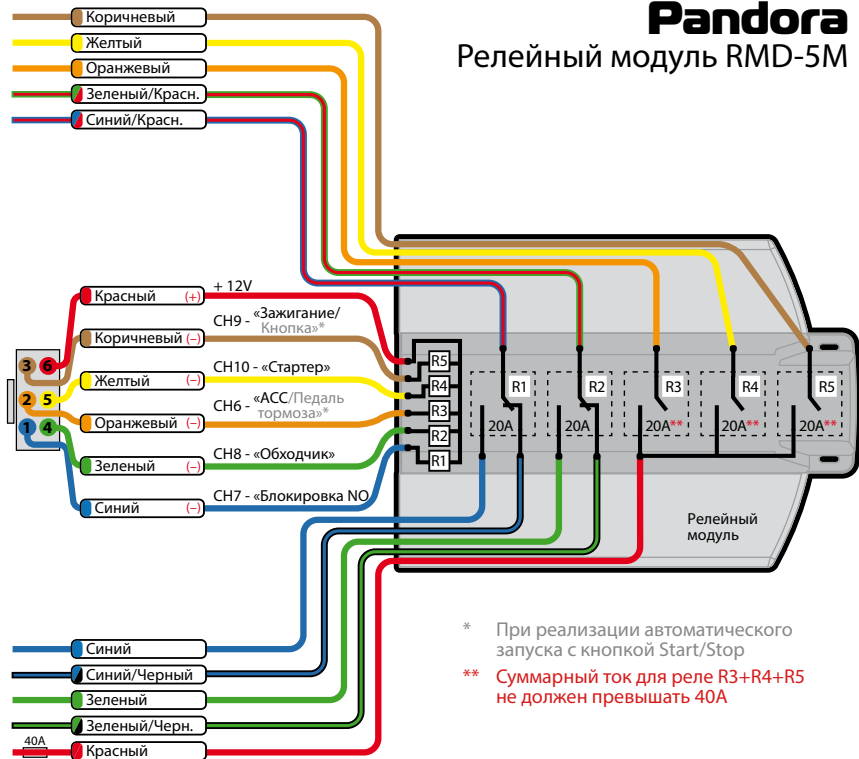 Pandora
Релейный модуль RMD-5M
Коричневый
Желтый
Оранжевый
Зеленый/Красн.
Синий/Красн.
Красный (+)
+ 12V
Коричневый (–)
CH9 - «Зажигание/
Кнопка»*
Желтый (–)
CH10 - «Стартер»
Оранжевый (–)
CH6 - «ACC/Педаль
тормоза»*
Зеленый (–)
CH8 - «Обходчик»
Синий (–)
CH7 - «Блокировка NO
3 6
2 5
1 4
R5
R4
R3
R2
R1
R1 R2 R3 R4 R5
20A 20A 20A** 20A** 20A**
Релейный
модуль
Синий
Синий/Черный
Зеленый
Зеленый/Черн.
40A
Красный
* При реализации автоматического
запуска с кнопкой Start/Stop
** Суммарный ток для реле R3+R4+R5
не должен превышать 40A